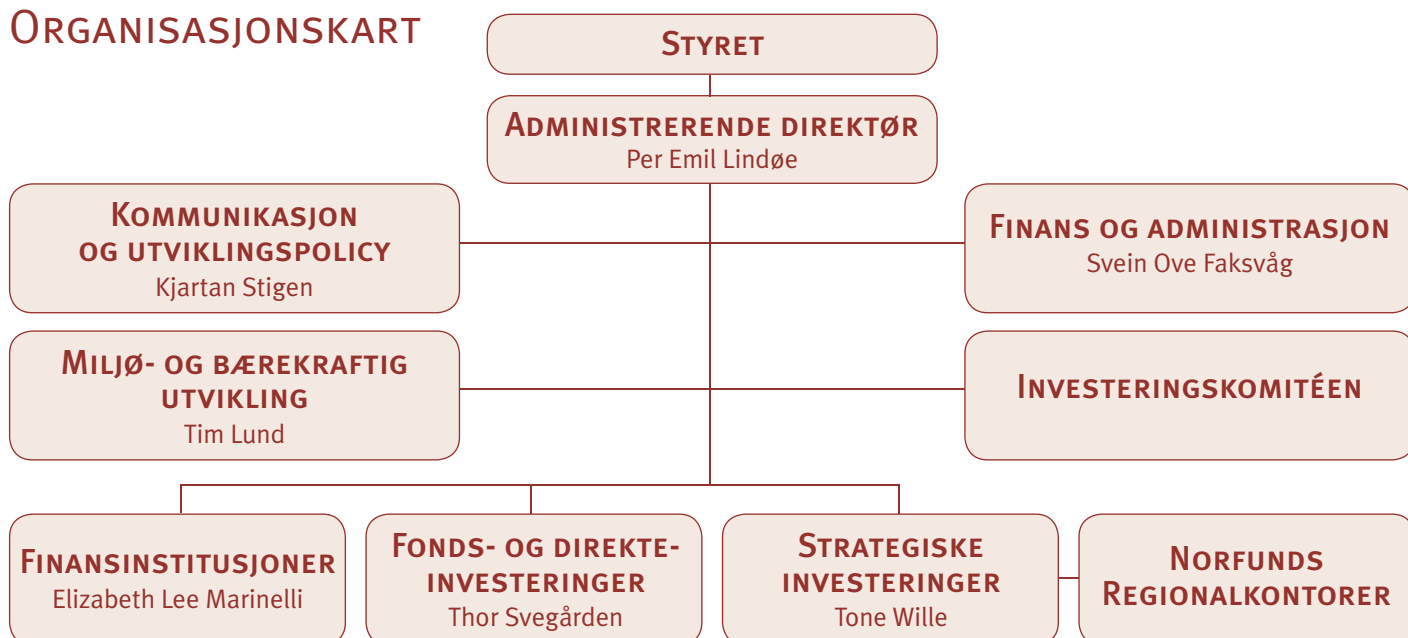 Organisasjonskart
Styret
Administrerende direktør
Per Emil Lindøe
Kommunikasjon
og utviklingspolicy
Kjartan Stigen
Finans og administrasjon
Svein Ove Faksvåg
Miljø- og bærekraftig
utvikling
Tim Lund
Investeringskomitéen
Finansinstitusjoner
Elizabeth Lee Marinelli
Fonds- og direkte-
investeringer
Thor Svegården
Strategiske
investeringer
Tone Wille
Norfunds
Regionalkontorer